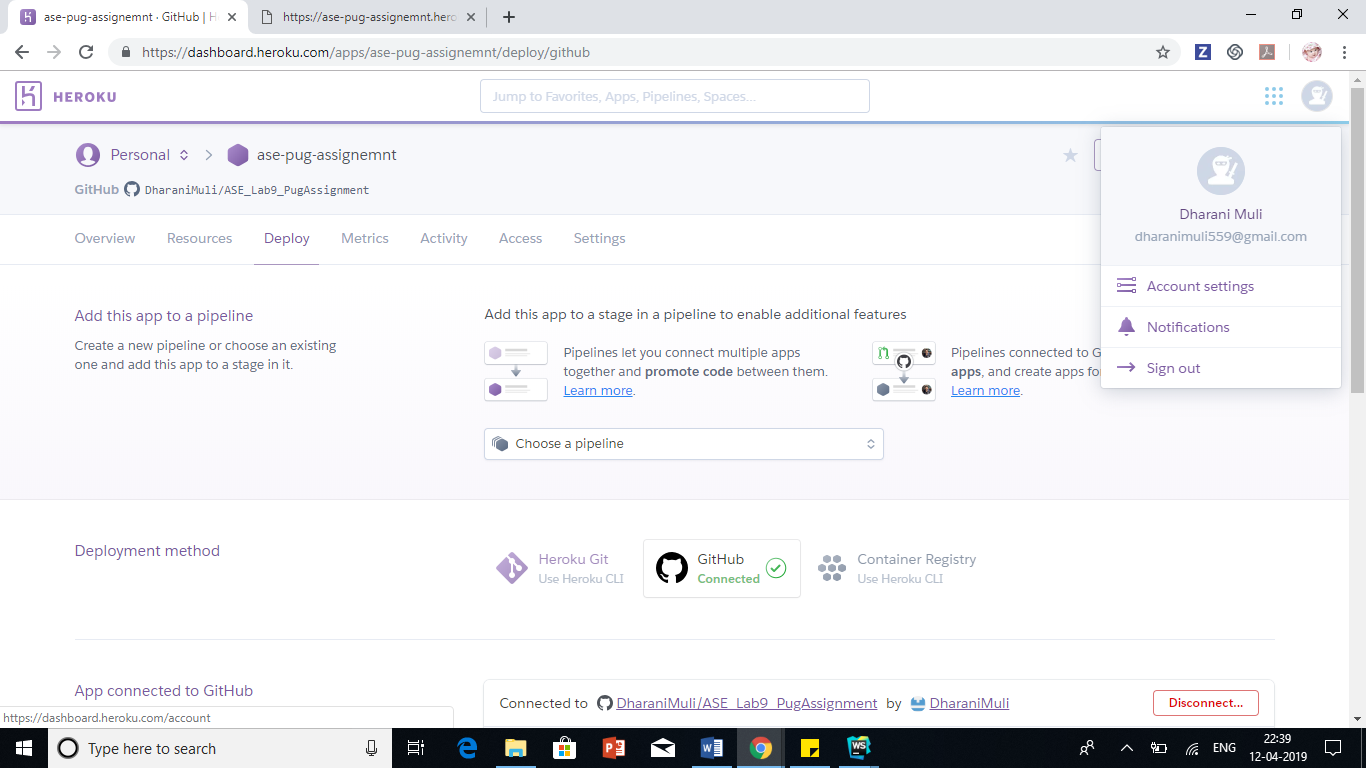 ase-pug-assignemnt · GitHub | H
https://ase-pug-assignemnt.hero
https://dashboard.heroku.com/apps/ase-pug-assignemnt/deploy/github
HEROKU
Jump to Favorites, Apps, Pipelines, Spaces...
Personal
ase-pug-assignemnt
GitHub DharaniMuli/ASE_Lab9_PugAssignment
Dharani Muli
dharanimuli559@gmail.com
Account settings
Notifications
Sign out
Overview Resources Deploy Metrics Activity Access Settings
Add this app to a pipeline
Create a new pipeline or choose an existing
one and add this app to a stage in it.
Add this app to a stage in a pipeline to enable additional features
Pipelines let you connect multiple apps
together and promote code between them.
Learn more.
Pipelines connected to G
apps, and create apps fo
Learn more.
Choose a pipeline
Deployment method
Heroku Git
Use Heroku CLI
GitHub
Connected
Container Registry
Use Heroku CLI
App connected to GitHub
Connected to DharaniMuli/ASE_Lab9_PugAssignment by DharaniMuli
Disconnect...
https://dashboard.heroku.com/account
Type here to search
ENG
22:39
12-04-2019